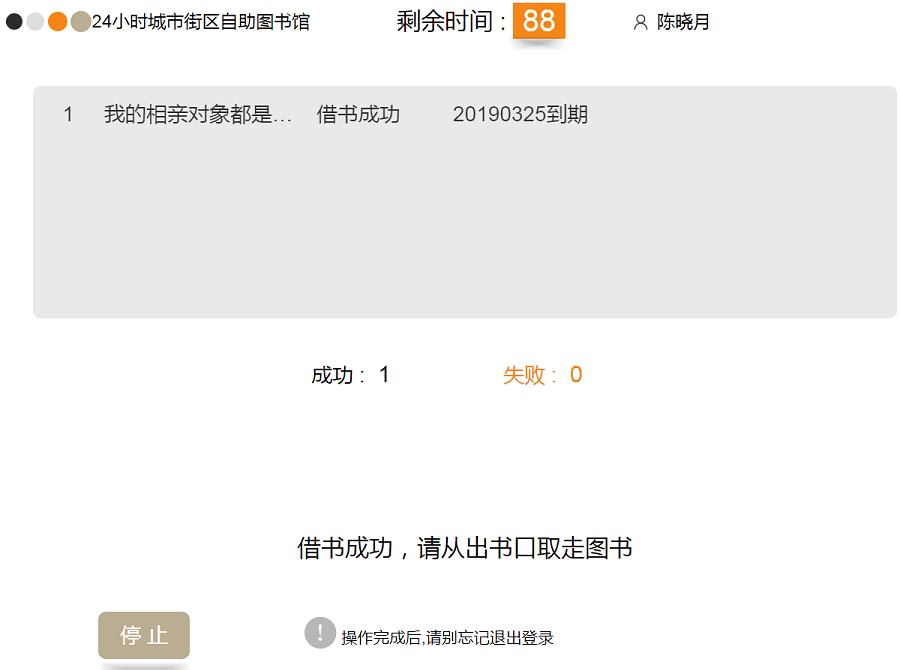 24小时城市街区自助图书馆 剩余时间：88 陈晓月
1 我的相亲对象都是... 借书成功 20190325到期
成功：1 失败：0
借书成功，请从出书口取走图书
停止 操作完成后,请别忘记退出登录